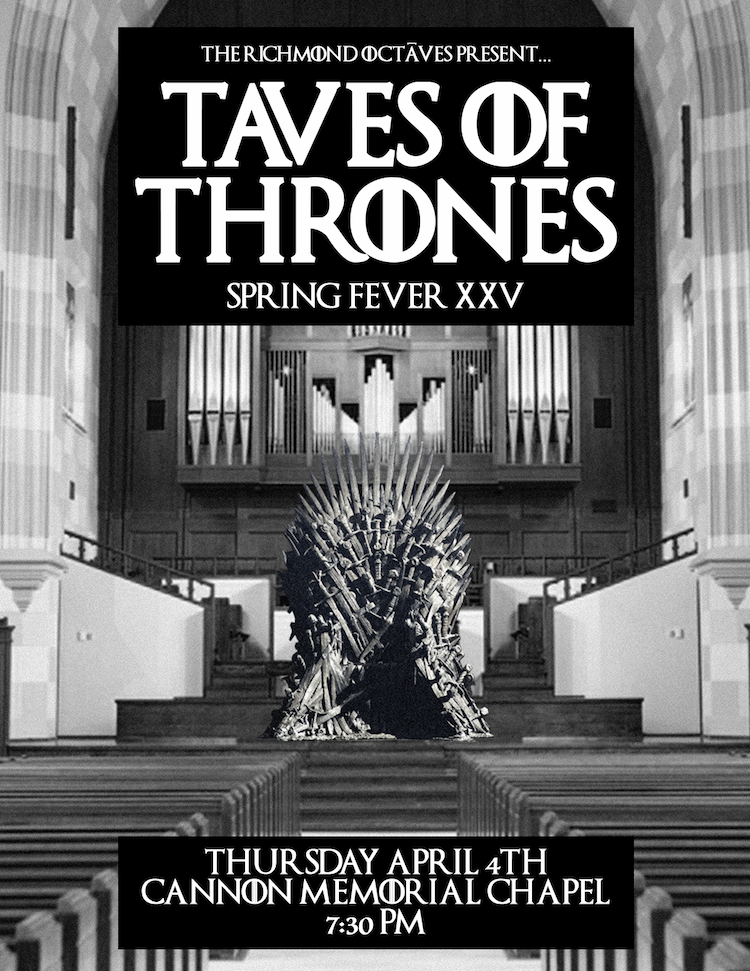 THE RICHMOND OCTĀVES PRESENT...
TAVES OF
THRONES
SPRING FEVER XXV
THURSDAY APRIL 4TH
CANNON MEMORIAL CHAPEL
7:30 PM